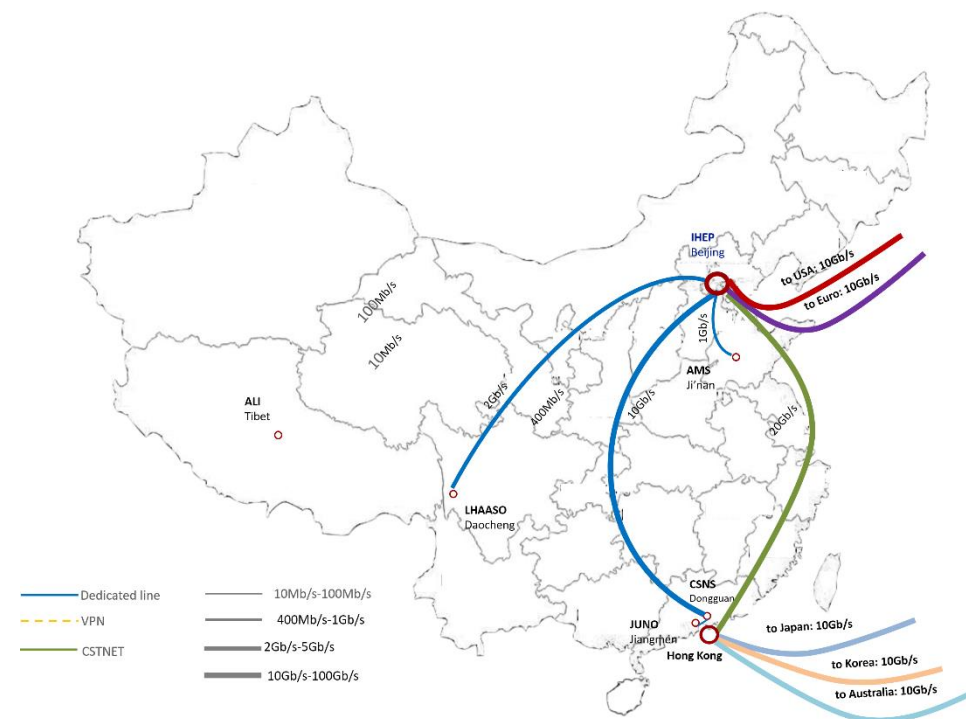 IHEP
Beijing
to USA: 10Gb/s
to Euro: 10Gb/s
100Mb/s
10Mb/s
1Gb/s
AMS
Ji'nan
2Gb/s
400Mb/s
10Gb/s
20Gb/s
ALI
Tibet
LHAASO
Daocheng
CSNS
Dongguan
JUNO
Jiangmen
Hong Kong
to Japan: 10Gb/s
to Korea: 10Gb/s
to Australia: 10Gb/s
Dedicated line
VPN
CSTNET
10Mb/s-100Mb/s
400Mb/s-1Gb/s
2Gb/s-5Gb/s
10Gb/s-100Gb/s